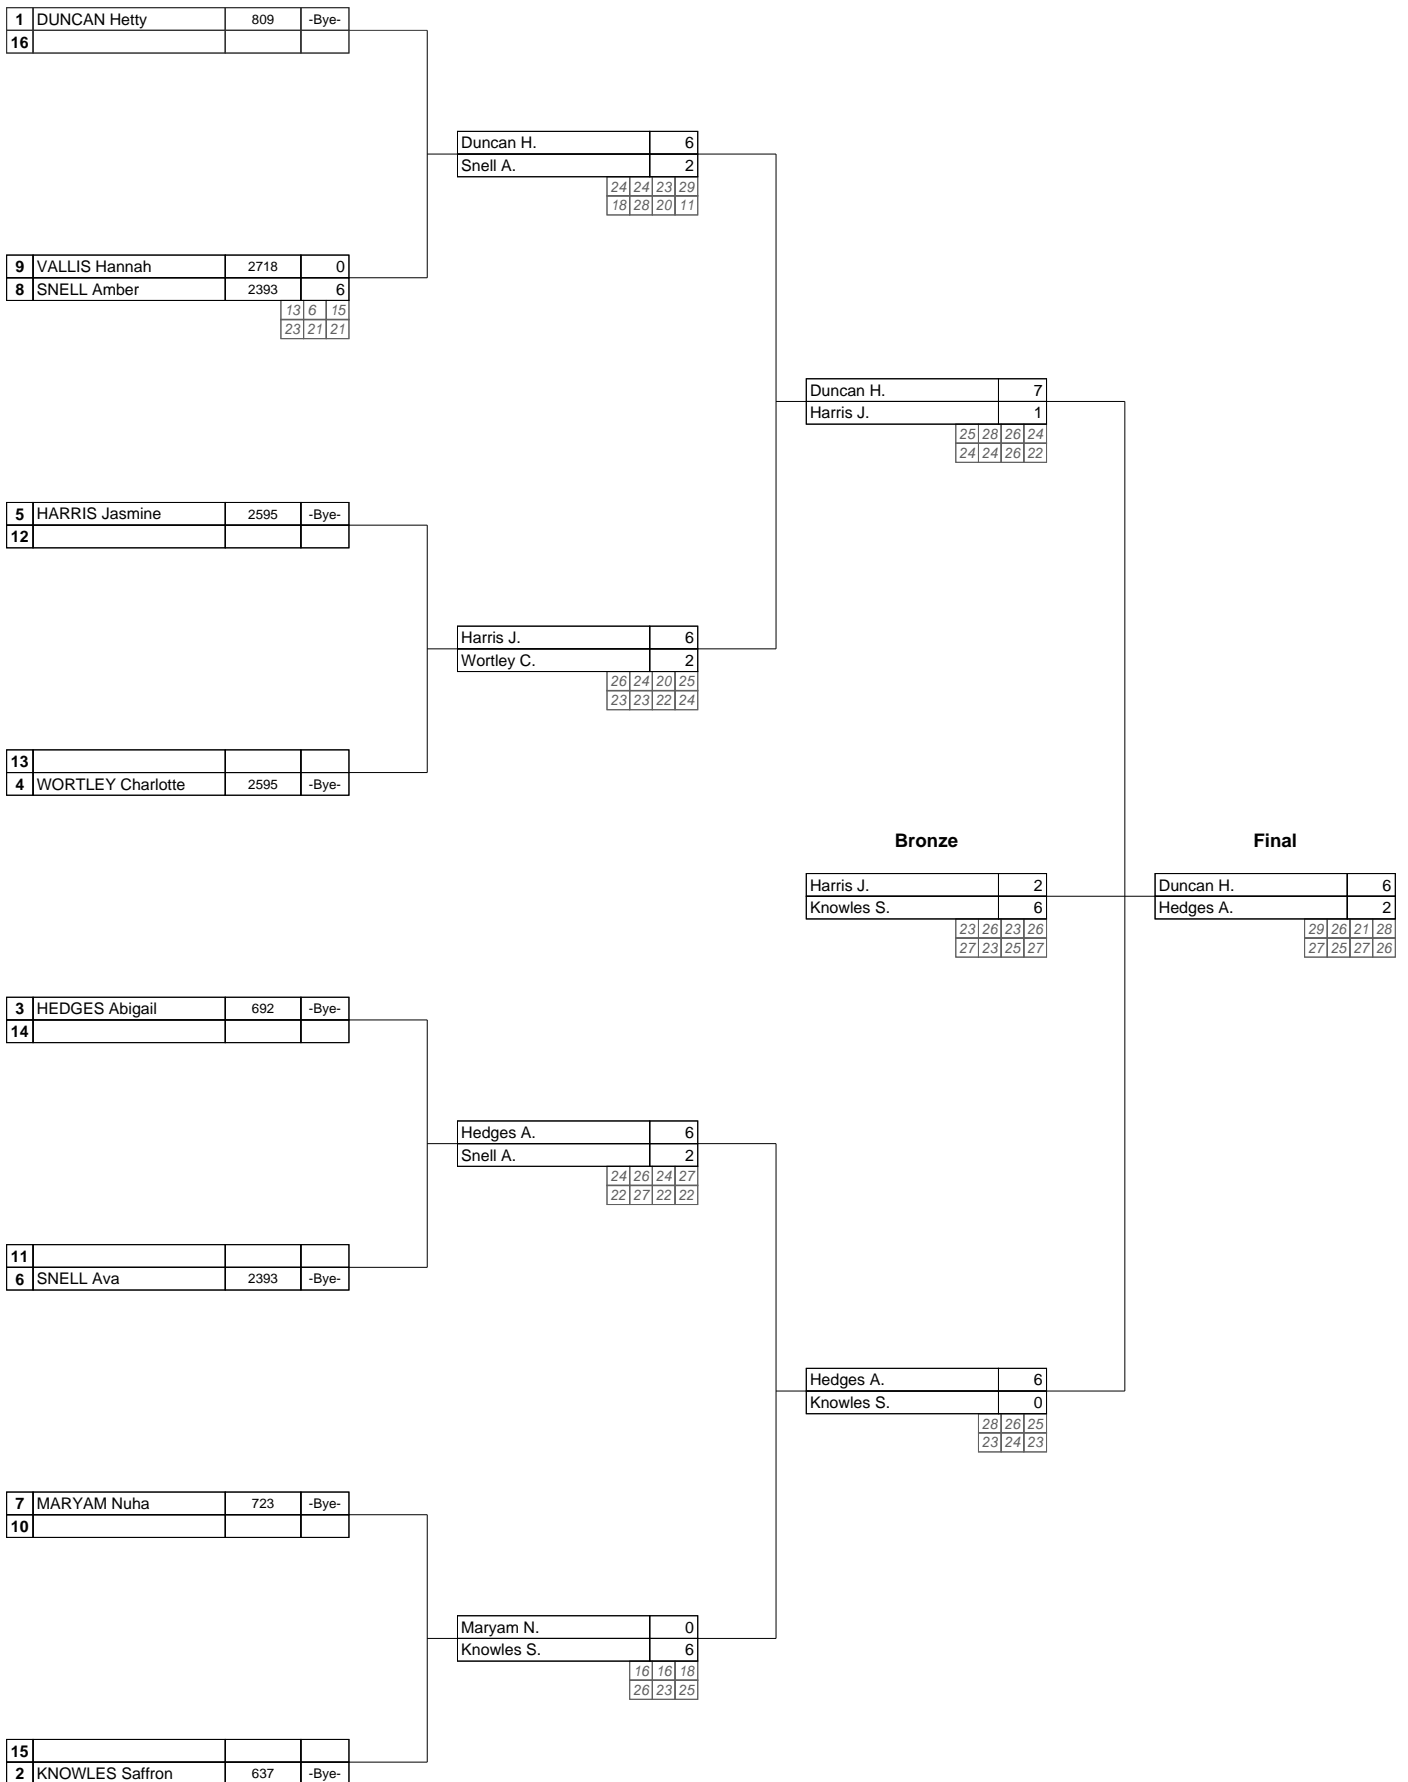 1 DUNCAN Hetty 809 -Bye-
16
Duncan H. 6
Snell A. 2
24 24 23 29
18 28 20 11
9 VALLIS Hannah 2718 0
8 SNELL Amber 2393 6
13 6 15
23 21 21
Duncan H. 7
Harris J. 1
25 28 26 24
24 24 26 22
5 HARRIS Jasmine 2595 -Bye-
12
Harris J. 6
Wortley C. 2
26 24 20 25
23 23 22 24
13
4 WORTLEY Charlotte 2595 -Bye-
Bronze Final
Harris J. 2 Duncan H. 6
Knowles S. 6 Hedges A. 2
23 26 23 26 29 26 21 28
27 23 25 27 27 25 27 26
3 HEDGES Abigail 692 -Bye-
14
Hedges A. 6
Snell A. 2
24 26 24 27
22 27 22 22
11
6 SNELL Ava 2393 -Bye-
Hedges A. 6
Knowles S. 0
28 26 25
23 24 23
7 MARYAM Nuha 723 -Bye-
10
Maryam N. 0
Knowles S. 6
16 16 18
26 23 25
15
2 KNOWLES Saffron 637 -Bye-